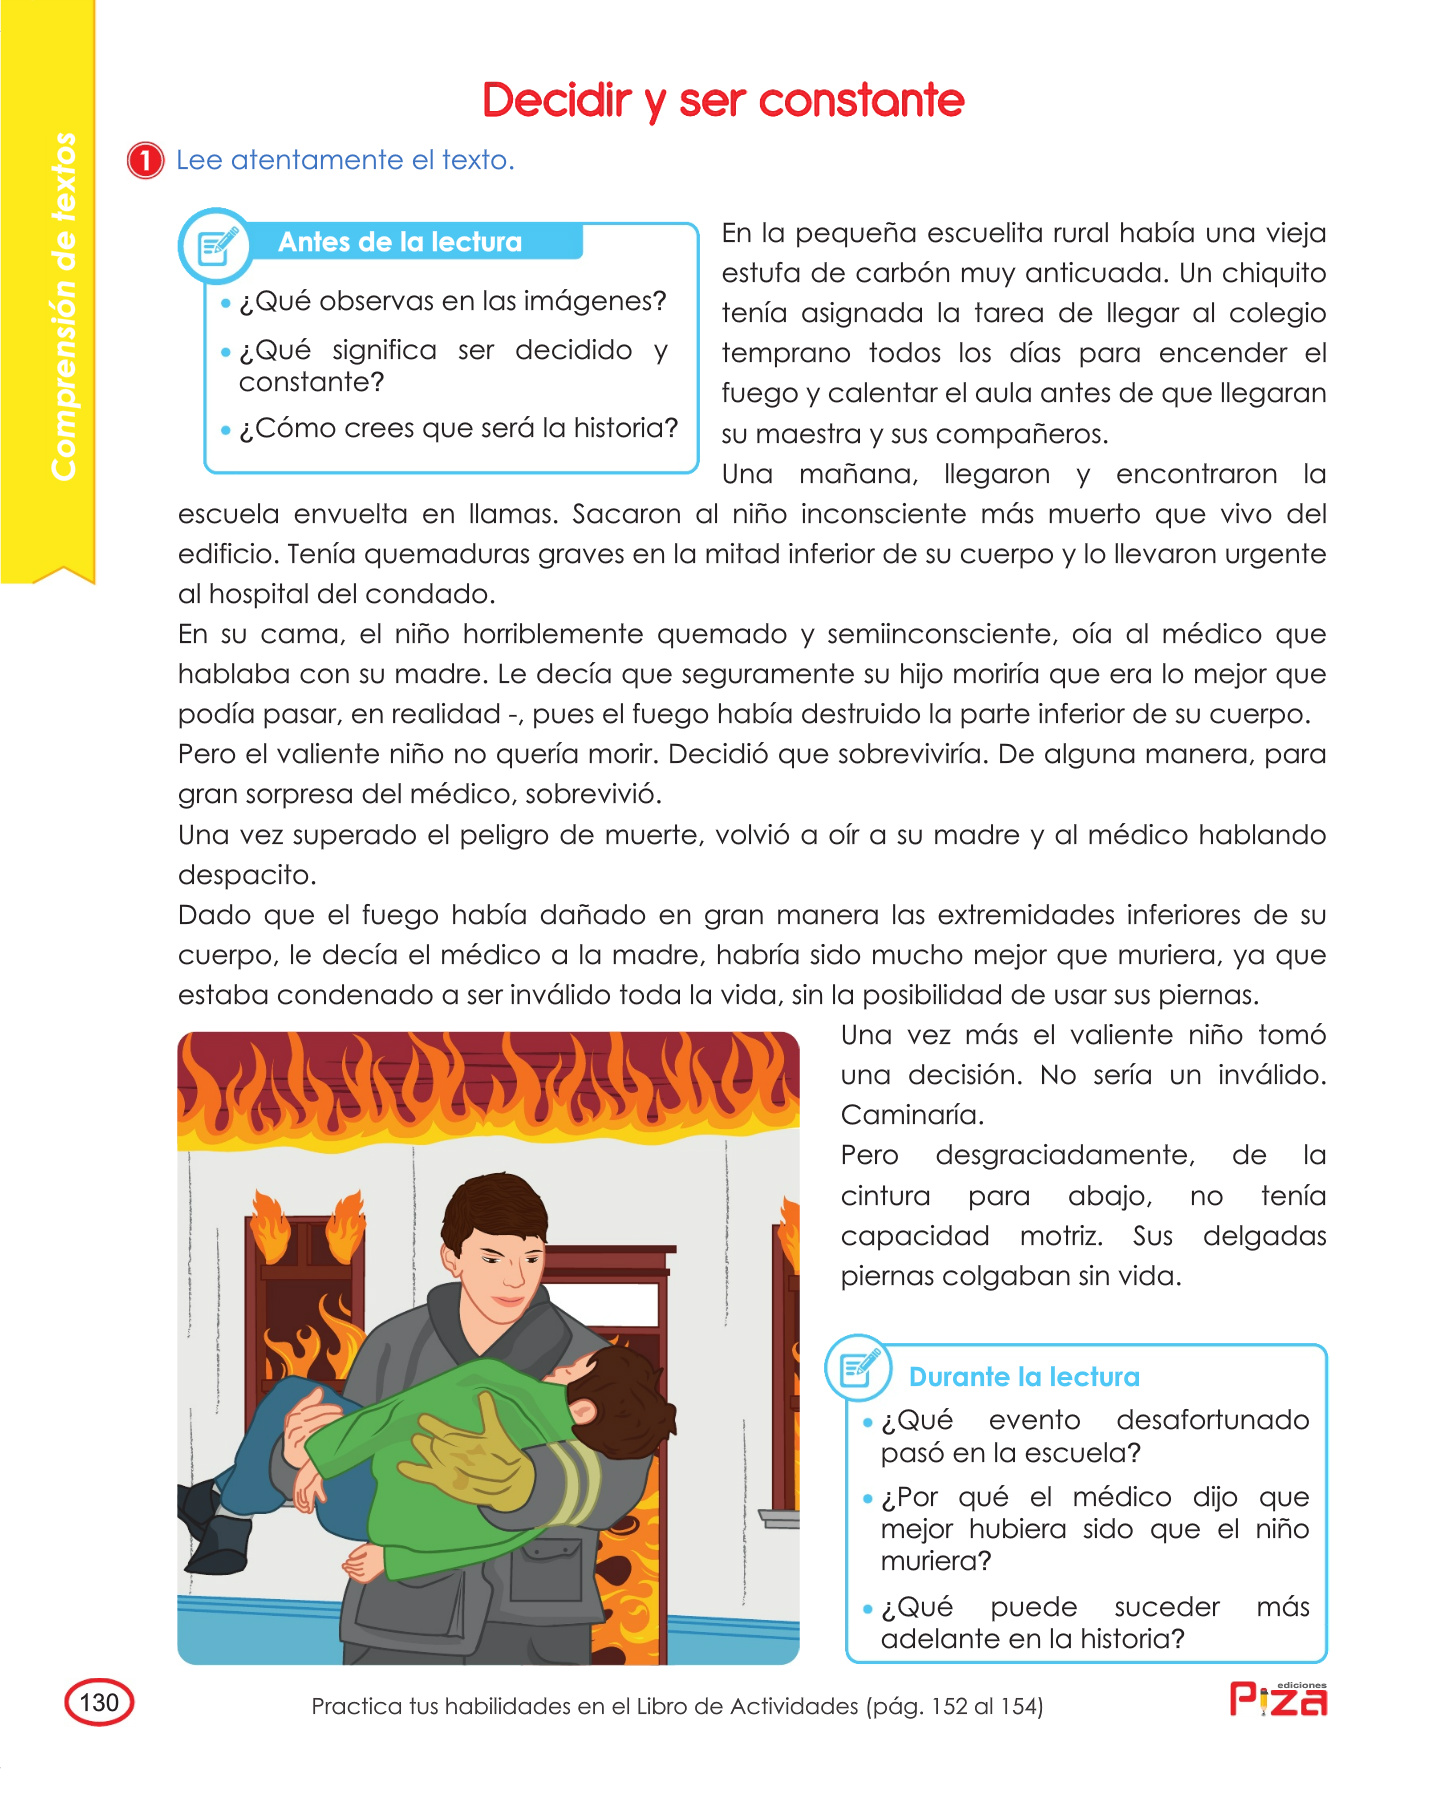 Comprensión de textos
Decidir y ser constante
1 Lee atentamente el texto.
Antes de la lectura
• ¿Qué observas en las imágenes?
• ¿Qué significa ser decidido y
constante?
• ¿Cómo crees que será la historia?
En la pequeña escuelita rural había una vieja
estufa de carbón muy anticuada. Un chiquito
tenía asignada la tarea de llegar al colegio
temprano todos los días para encender el
fuego y calentar el aula antes de que llegaran
su maestra y sus compañeros.
Una mañana, llegaron y encontraron la
escuela envuelta en llamas. Sacaron al niño inconsciente más muerto que vivo del
edificio. Tenía quemaduras graves en la mitad inferior de su cuerpo y lo llevaron urgente
al hospital del condado.
En su cama, el niño horriblemente quemado y semiinconsciente, oía al médico que
hablaba con su madre. Le decía que seguramente su hijo moriría que era lo mejor que
podía pasar, en realidad -, pues el fuego había destruido la parte inferior de su cuerpo.
Pero el valiente niño no quería morir. Decidió que sobreviviría. De alguna manera, para
gran sorpresa del médico, sobrevivió.
Una vez superado el peligro de muerte, volvió a oír a su madre y al médico hablando
despacito.
Dado que el fuego había dañado en gran manera las extremidades inferiores de su
cuerpo, le decía el médico a la madre, habría sido mucho mejor que muriera, ya que
estaba condenado a ser inválido toda la vida, sin la posibilidad de usar sus piernas.
Una vez más el valiente niño tomó
una decisión. No sería un inválido.
Caminaría.
Pero desgraciadamente, de la
cintura para abajo, no tenía
capacidad motriz. Sus delgadas
piernas colgaban sin vida.
Durante la lectura
• ¿Qué evento desafortunado
pasó en la escuela?
• ¿Por qué el médico dijo que
mejor hubiera sido que el niño
muriera?
• ¿Qué puede suceder más
adelante en la historia?
130
Practica tus habilidades en el Libro de Actividades (pág. 152 al 154)
ediciones
Piza